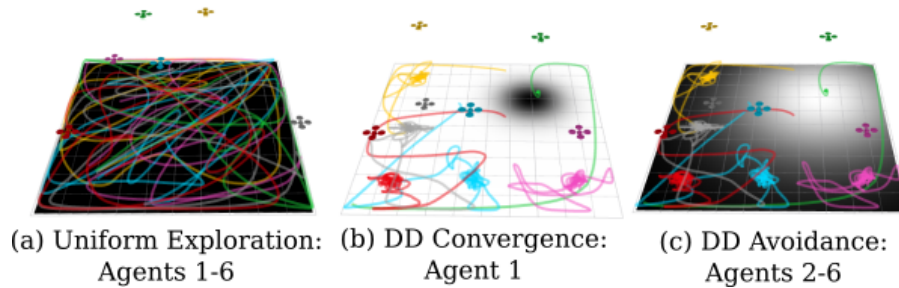 (a) Uniform Exploration:
Agents 1-6
(b) DD Convergence:
Agent 1
(c) DD Avoidance:
Agents 2-6